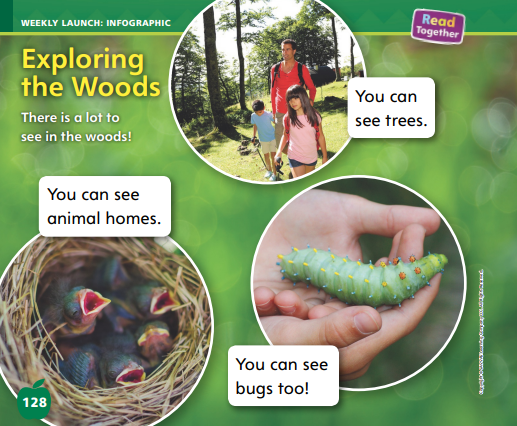 WEEKLY LAUNCH: INFOGRAPHIC
Read
Together
Exploring
the Woods
There is a lot to
see in the woods!
You can
see trees.
You can see
animal homes.
You can see
bugs too!
128